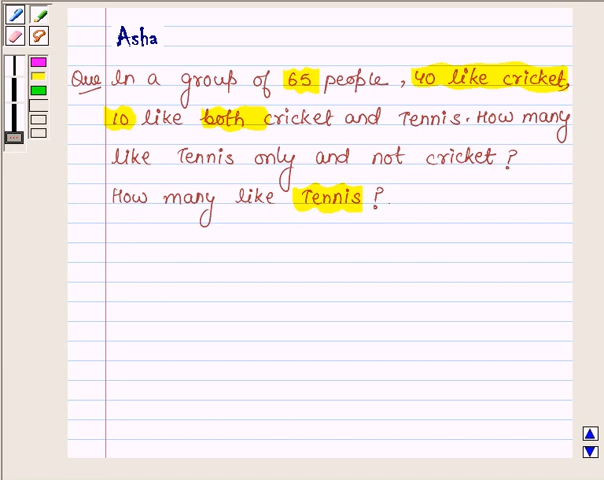 Asha
Que In a group of 65 people, 40 like cricket,
10 like both cricket and Tennis. How many
like Tennis only and not cricket?
How many like Tennis?